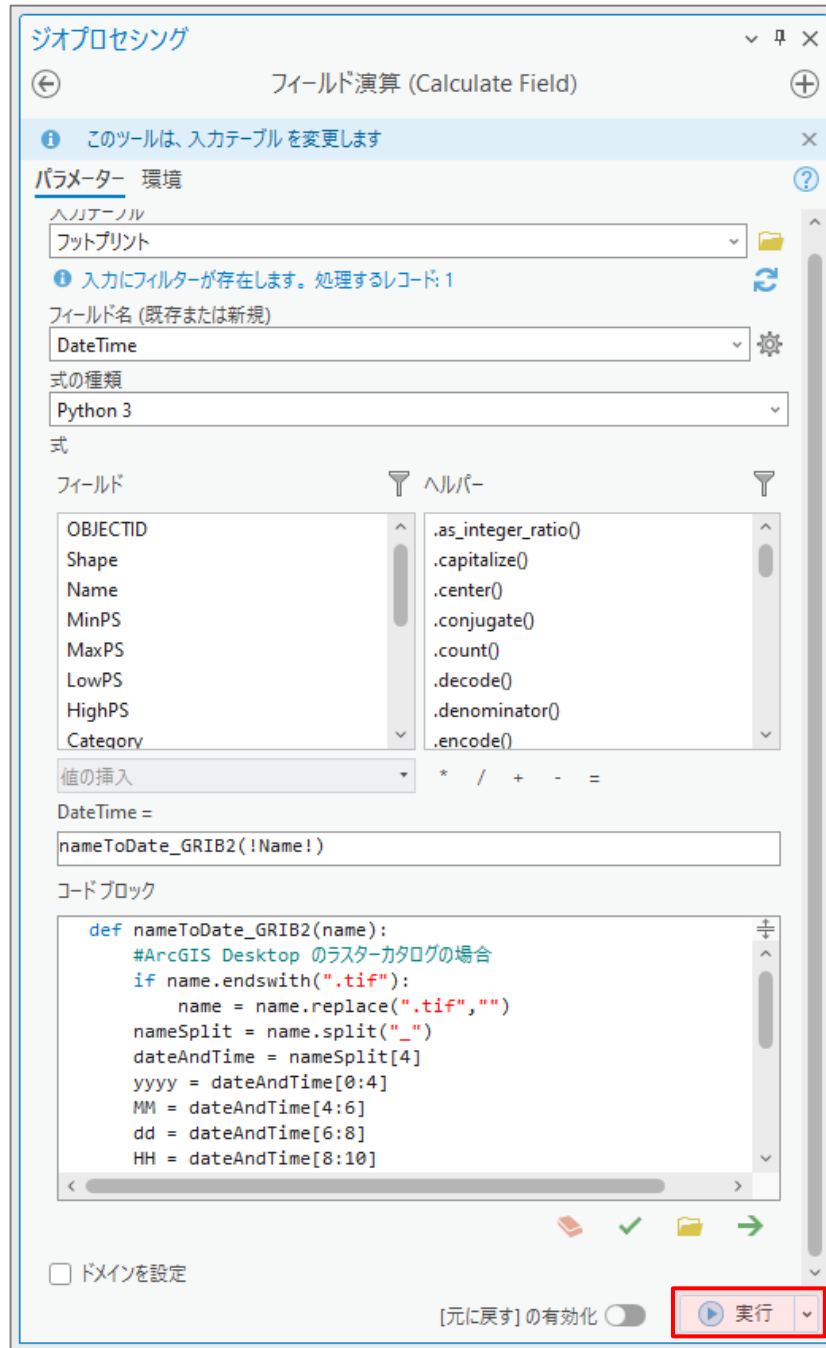 ジオプロセシング
フィールド演算 (Calculate Field)
このツールは、入力テーブル を変更します
パラメーター 環境
入力テーブル
フットプリント
入力にフィルターが存在します。処理するレコード: 1
フィールド名 (既存または新規)
DateTime
式の種類
Python 3
式
フィールド
OBJECTID
Shape
Name
MinPS
MaxPS
LowPS
HighPS
Category
ヘルパー
.as_integer_ratio()
.capitalize()
.center()
.conjugate()
.count()
.decode()
.denominator()
.encode()
値の挿入
* / + - =
DateTime =
nameToDate_GRIB2(!Name!)
コード ブロック
def nameToDate_GRIB2(name):
    #ArcGIS Desktop のラスターカタログの場合
    if name.endswith(".tif"):
        name = name.replace(".tif","")
    nameSplit = name.split("_")
    dateAndTime = nameSplit[4]
    yyyy = dateAndTime[0:4]
    MM = dateAndTime[4:6]
    dd = dateAndTime[6:8]
    HH = dateAndTime[8:10]
ドメインを設定
[元に戻す] の有効化
実行